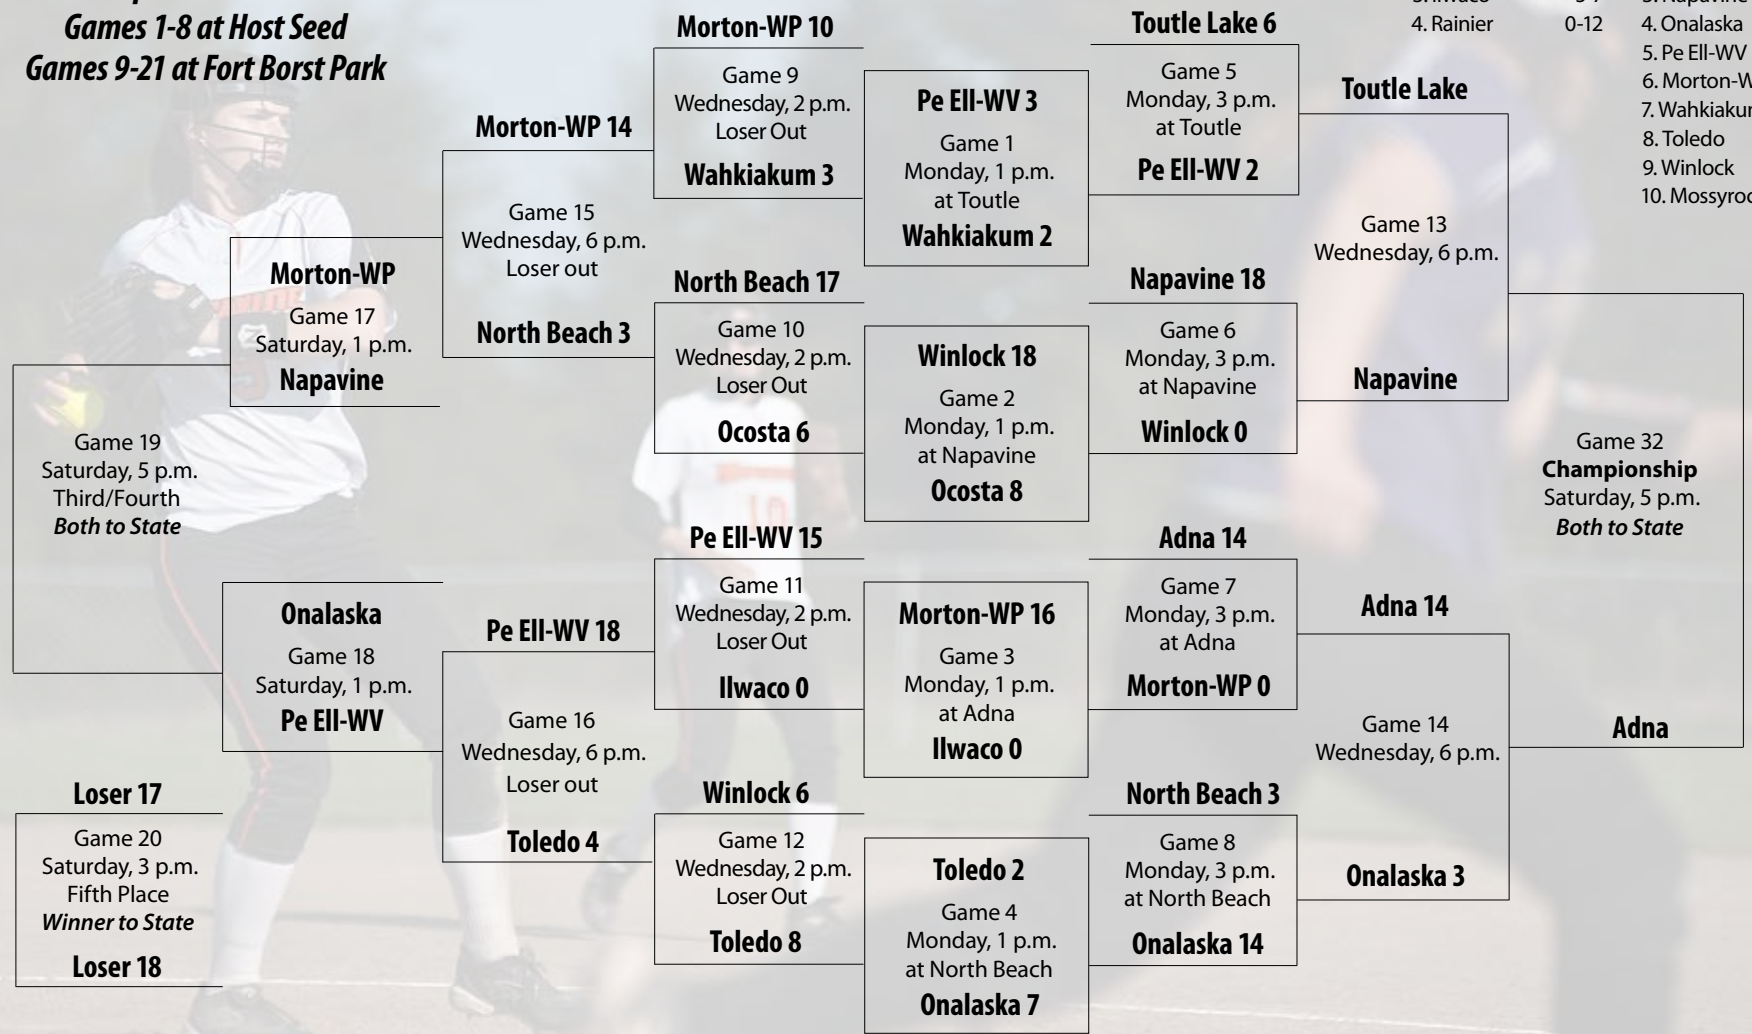 Games 1-8 at Host Seed
Games 9-21 at Fort Borst Park
Morton-WP 14
Game 15
Wednesday, 6 p.m.
Loser out
North Beach 3
Morton-WP
Game 17
Saturday, 1 p.m.
Napavine
Game 19
Saturday, 5 p.m.
Third/Fourth
Both to State
Onalaska
Game 18
Saturday, 1 p.m.
Pe Ell-WV
Pe Ell-WV 18
Game 16
Wednesday, 6 p.m.
Loser out
Toledo 4
Loser 17
Game 20
Saturday, 3 p.m.
Fifth Place
Winner to State
Loser 18
Morton-WP 10
Game 9
Wednesday, 2 p.m.
Loser Out
Wahkiakum 3
North Beach 17
Game 10
Wednesday, 2 p.m.
Loser Out
Ocosta 6
Pe Ell-WV 15
Game 11
Wednesday, 2 p.m.
Loser Out
Ilwaco 0
Winlock 6
Game 12
Wednesday, 2 p.m.
Loser Out
Toledo 8
Pe Ell-WV 3
Game 1
Monday, 1 p.m.
at Toutle
Wahkiakum 2
Winlock 18
Game 2
Monday, 1 p.m.
at Napavine
Ocosta 8
Morton-WP 16
Game 3
Monday, 1 p.m.
at Adna
Ilwaco 0
Toledo 2
Game 4
Monday, 1 p.m.
at North Beach
Onalaska 7
Toutle Lake 6
Game 5
Monday, 3 p.m.
at Toutle
Pe Ell-WV 2
Napavine 18
Game 6
Monday, 3 p.m.
at Napavine
Winlock 0
Adna 14
Game 7
Monday, 3 p.m.
at Adna
Morton-WP 0
North Beach 3
Game 8
Monday, 3 p.m.
at North Beach
Onalaska 14
Toutle Lake
Game 13
Wednesday, 6 p.m.
Napavine
Adna 14
Game 14
Wednesday, 6 p.m.
Onalaska 3
Game 32
Championship
Saturday, 5 p.m.
Both to State
Adna
4. Rainier 0-12
4. Onalaska
5. Pe Ell-WV
6. Morton-W
7. Wahkiakum
8. Toledo
9. Winlock
10. Mossyroc